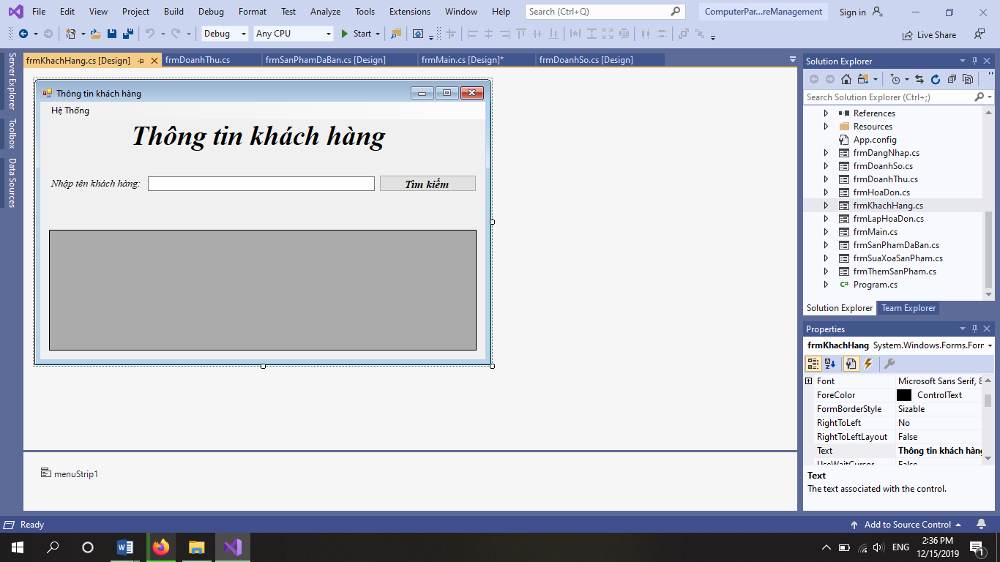 File Edit View Project Build Debug Format Test Analyze Tools Extensions Window Help Search (Ctrl+Q) ComputerPar...reManagement Sign in
Debug Any CPU Start Live Share
Server Explorer
Toolbox
Data Sources
frmKhachHang.cs [Design] frmDoanhThu.cs frmSanPhamDaBan.cs [Design] frmMain.cs [Design]* frmDoanhSo.cs [Design]
Thông tin khách hàng
Hệ Thống
Thông tin khách hàng
Nhập tên khách hàng: Tìm kiếm
menuStrip1
Solution Explorer
Search Solution Explorer (Ctrl+;)
References
Resources
App.config
frmDangNhap.cs
frmDoanhSo.cs
frmDoanhThu.cs
frmHoaDon.cs
frmKhachHang.cs
frmLapHoaDon.cs
frmMain.cs
frmSanPhamDaBan.cs
frmSuaXoaSanPham.cs
frmThemSanPham.cs
C# Program.cs
Solution Explorer Team Explorer
Properties
frmKhachHang System.Windows.Forms.Forr
Font Microsoft Sans Serif, 8
ForeColor ControlText
FormBorderStyle Sizable
RightToLeft No
RightToLeftLayout False
Text Thông tin khách hàng
UseWaitCursor False
Text
The text associated with the control.
Ready Add to Source Control
ENG 2:36 PM
12/15/2019
1